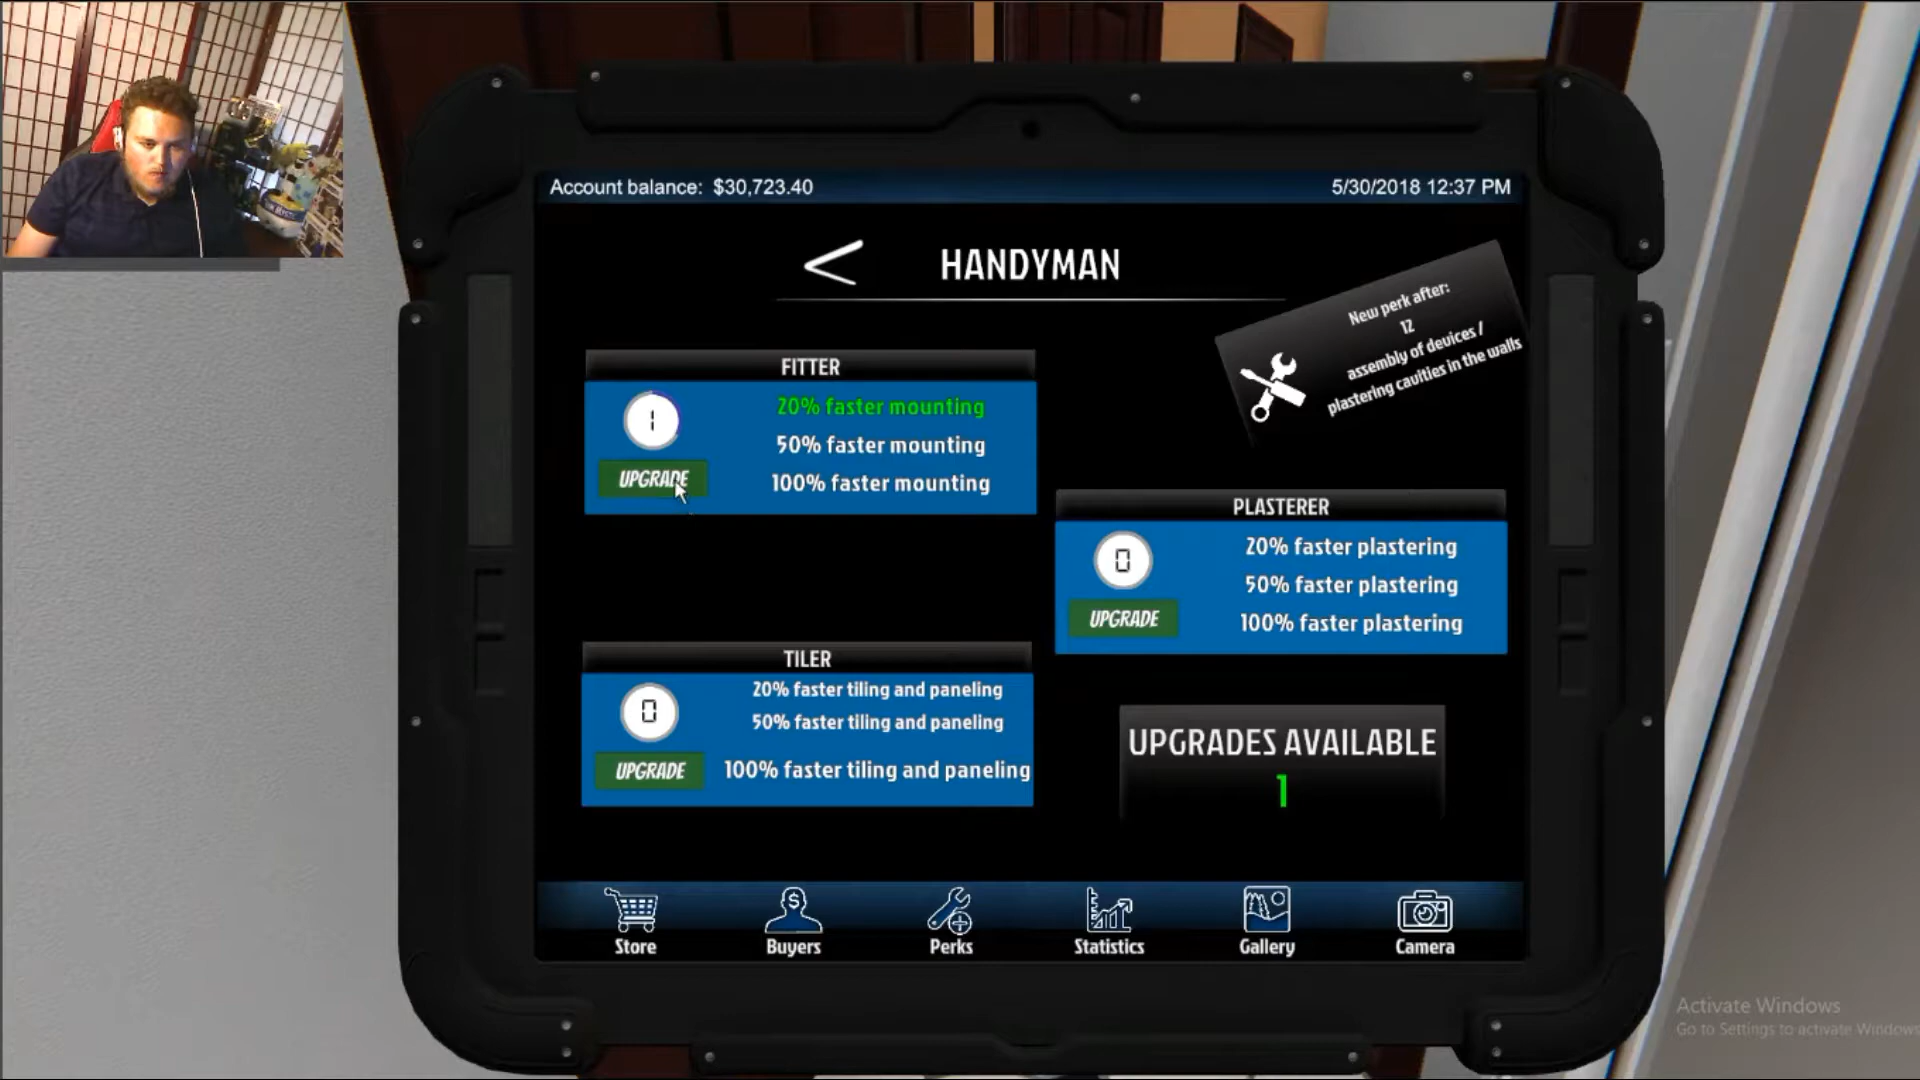 Account balance: $30,723.40
5/30/2018 12:37 PM
HANDYMAN
New perk after:
12
assembly of devices /
plastering cavities in the walls
FITTER
1
20% faster mounting
50% faster mounting
100% faster mounting
UPGRADE
PLASTERER
0
20% faster plastering
50% faster plastering
100% faster plastering
UPGRADE
TILER
0
20% faster tiling and paneling
50% faster tiling and paneling
100% faster tiling and paneling
UPGRADE
UPGRADES AVAILABLE
1
Store
Buyers
Perks
Statistics
Gallery
Camera
Activate Windows
Go to Settings to activate Windows